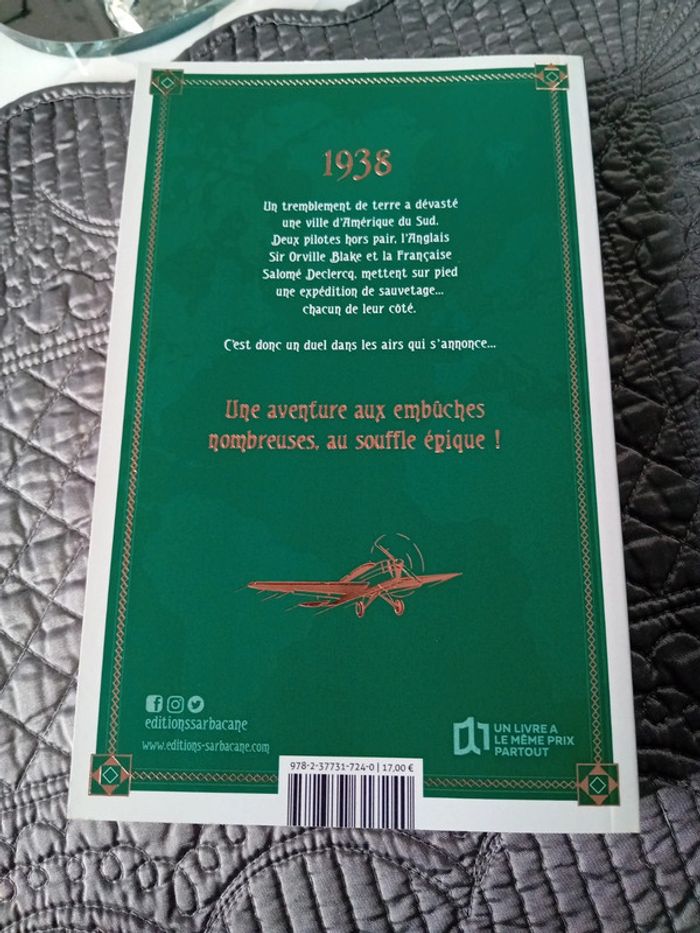 1938
Un tremblement de terre a dévasté
une ville d'Amérique du Sud.
Deux pilotes hors pair, l'Anglais
Sir Orville Blake et la Française
Salomé Declercq, mettent sur pied
une expédition de sauvetage...
chacun de leur côté.
C'est donc un duel dans les airs qui s'annonce...
Une aventure aux embûches
nombreuses, au souffle épique !
editionssarbacane
www.editions-sarbacane.com
UN LIVRE A
LE MÊME PRIX
PARTOUT
978-2-37731-724-0 | 17,00 €